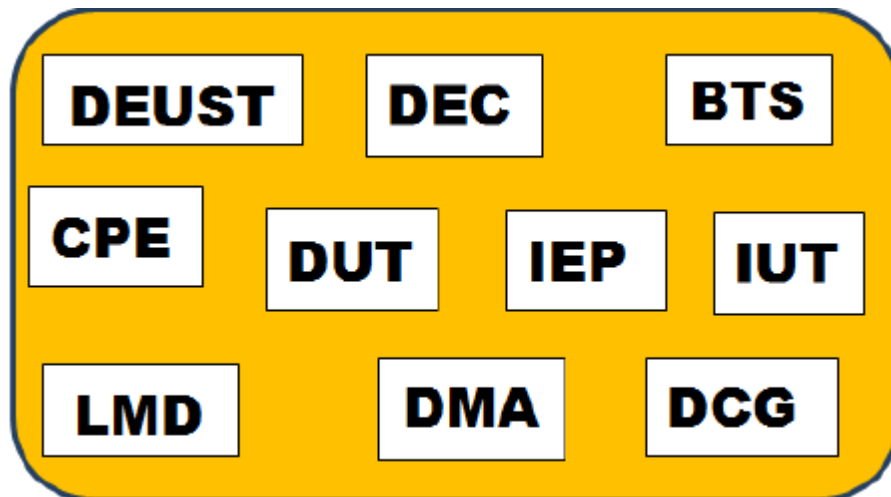 DEUST
DEC
BTS
CPE
DUT
IEP
IUT
LMD
DMA
DCG